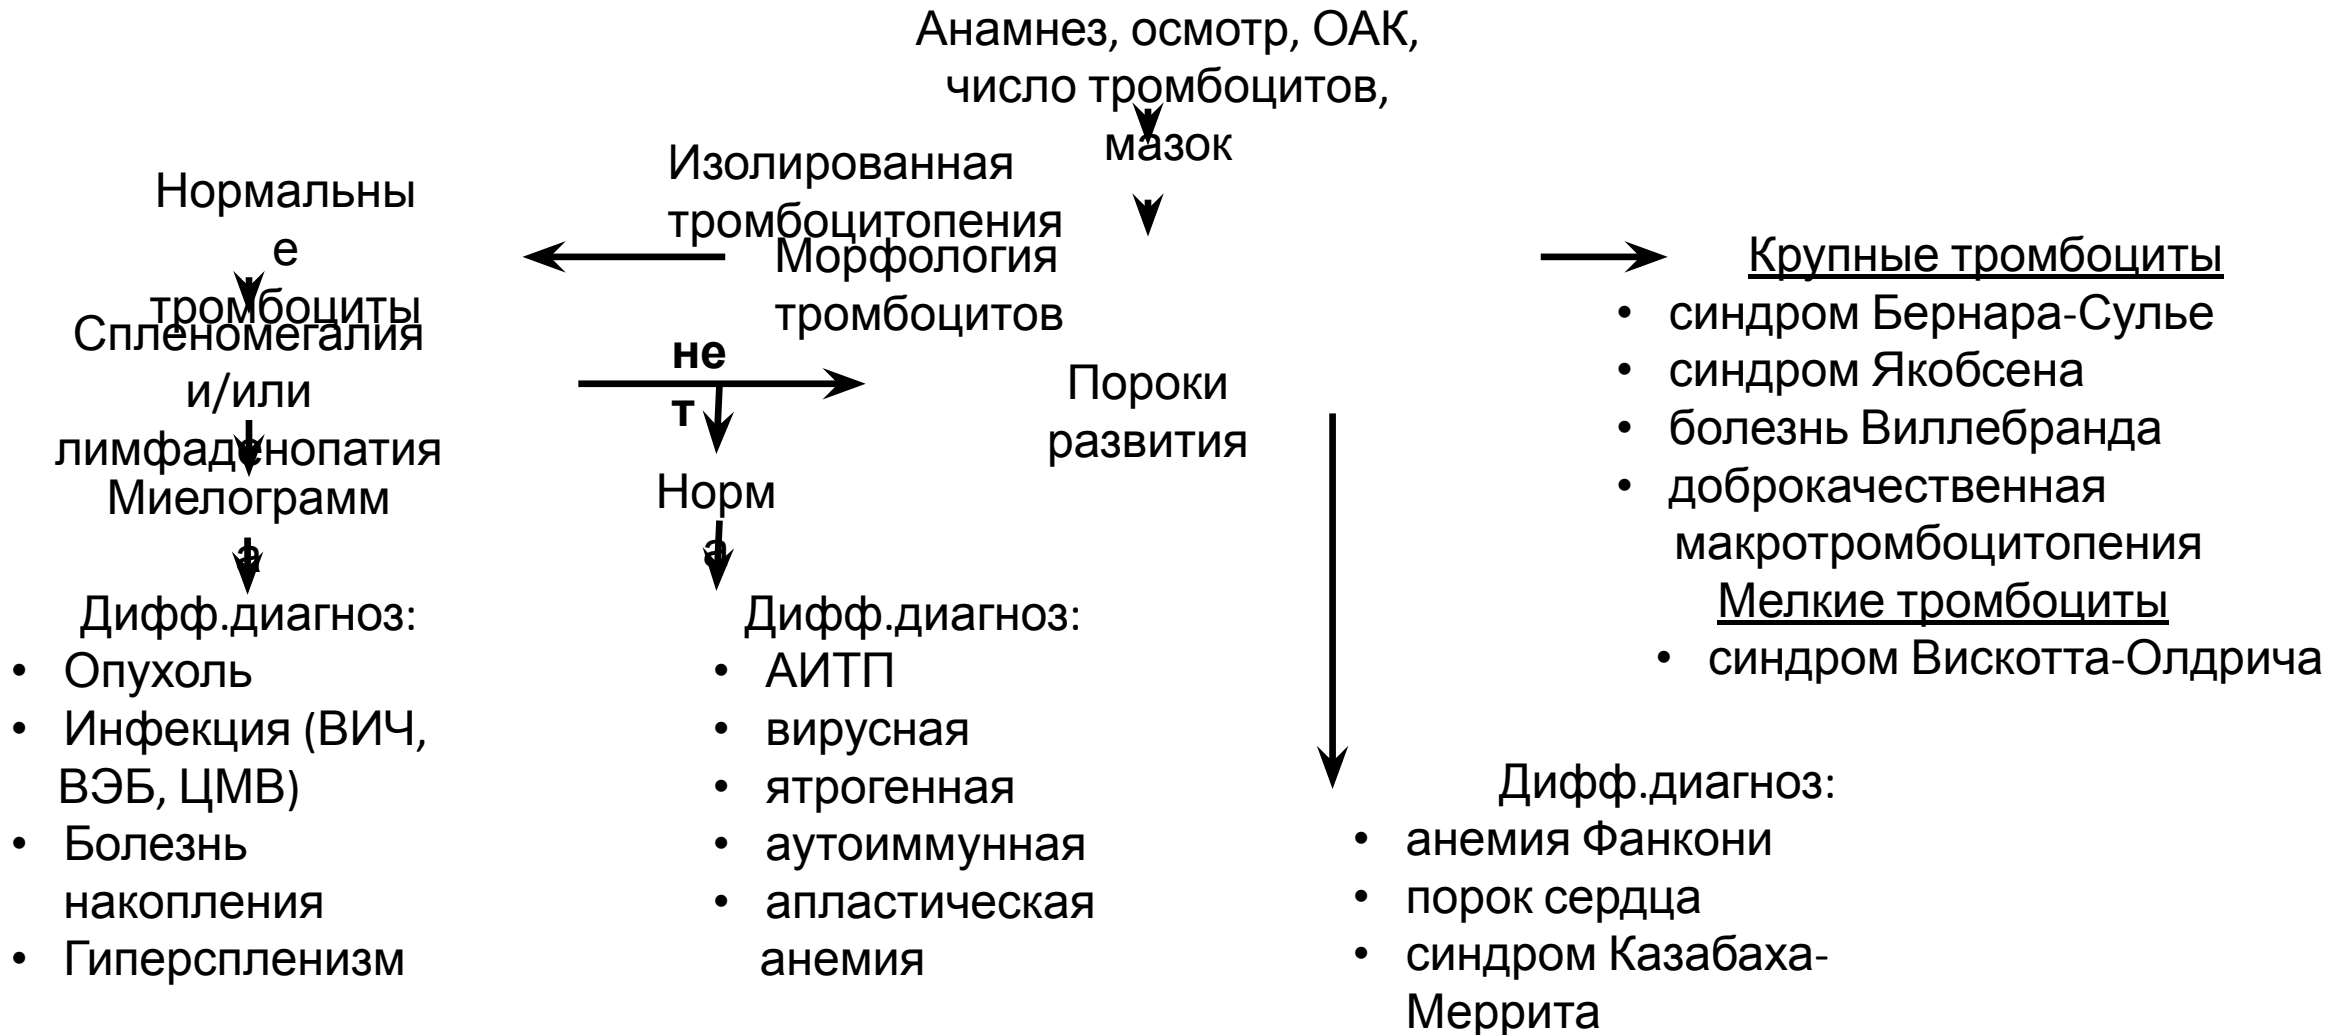 Анамнез, осмотр, ОАК,
число тромбоцитов,
мазок
Изолированная
тромбоцитопения
Морфология
тромбоцитов
Нормальны
е
тромбоциты
Спленомегалия
и/или
лимфаденопатия
Миелограмм
а
не
т
Норм
а
Пороки
развития
Крупные тромбоциты
• синдром Бернара-Сулье
• синдром Якобсена
• болезнь Виллебранда
• доброкачественная
макротромбоцитопения
Мелкие тромбоциты
• синдром Вискотта-Олдрича
Дифф.диагноз:
• Опухоль
• Инфекция (ВИЧ,
ВЭБ, ЦМВ)
• Болезнь
накопления
• Гиперспленизм
Дифф.диагноз:
• АИТП
• вирусная
• ятрогенная
• аутоиммунная
• апластическая
анемия
Дифф.диагноз:
• анемия Фанкони
• порок сердца
• синдром Казабаха-
Меррита